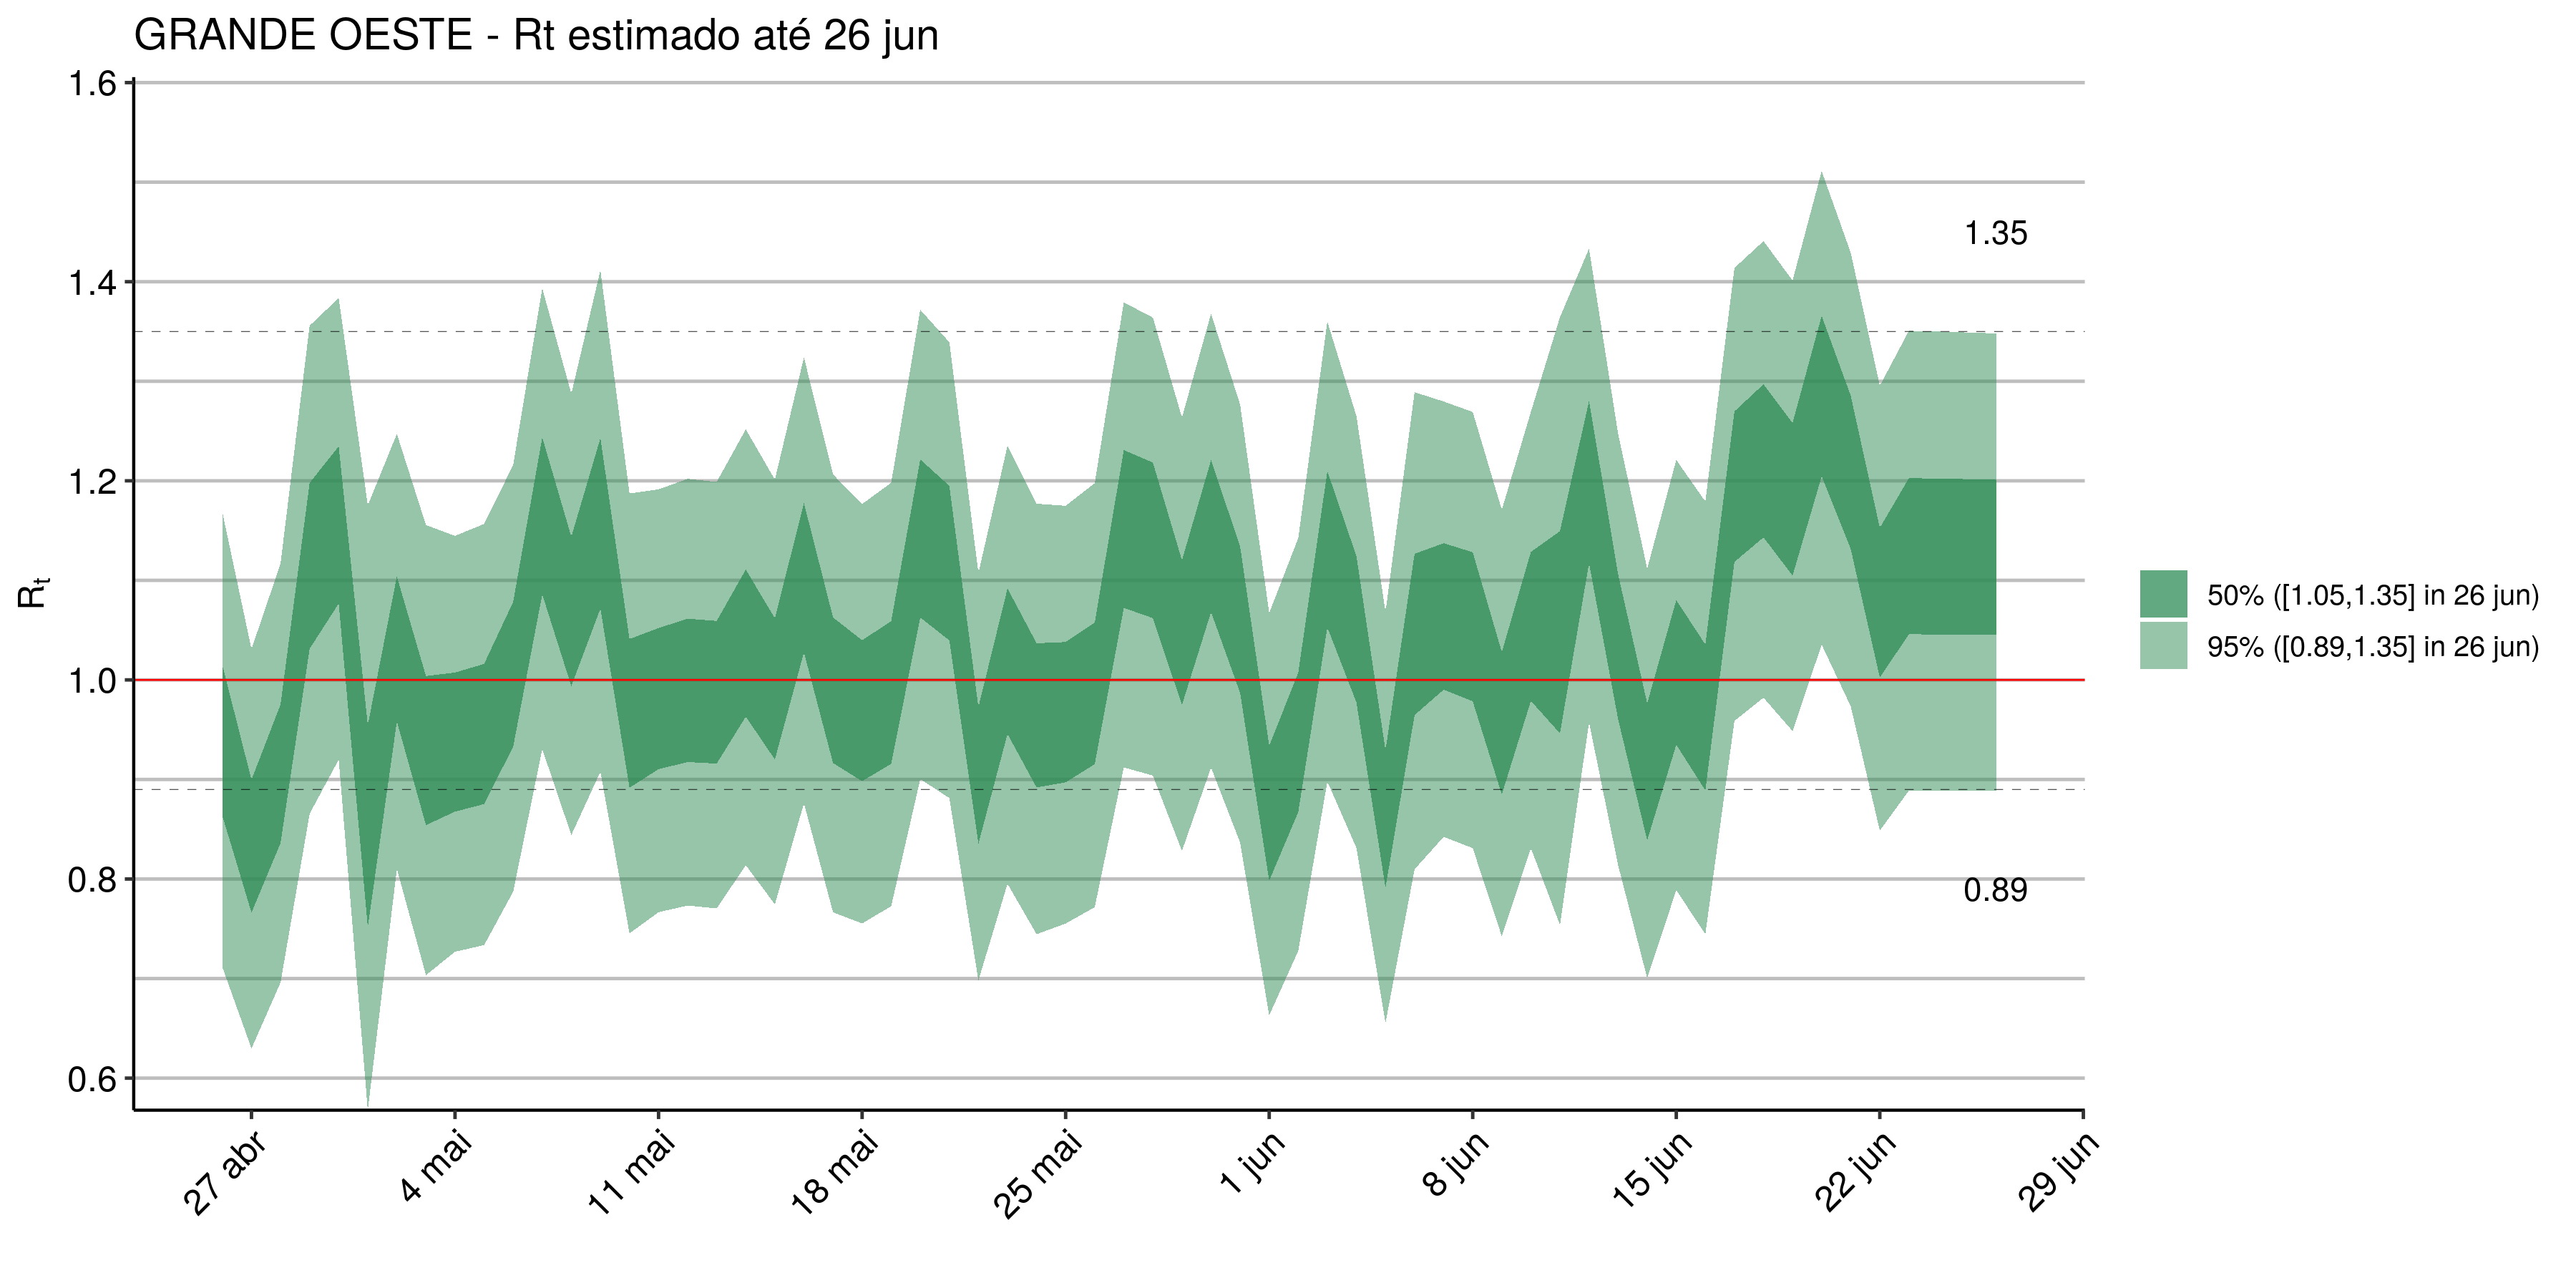 GRANDE OESTE - Rt estimado até 26 jun
1.6
1.4
1.2
1.0
0.8
0.6
Rt
1.35
0.89
50% ([1.05,1.35] in 26 jun)
95% ([0.89,1.35] in 26 jun)
27 abr
4 mai
11 mai
18 mai
25 mai
1 jun
8 jun
15 jun
22 jun
29 jun